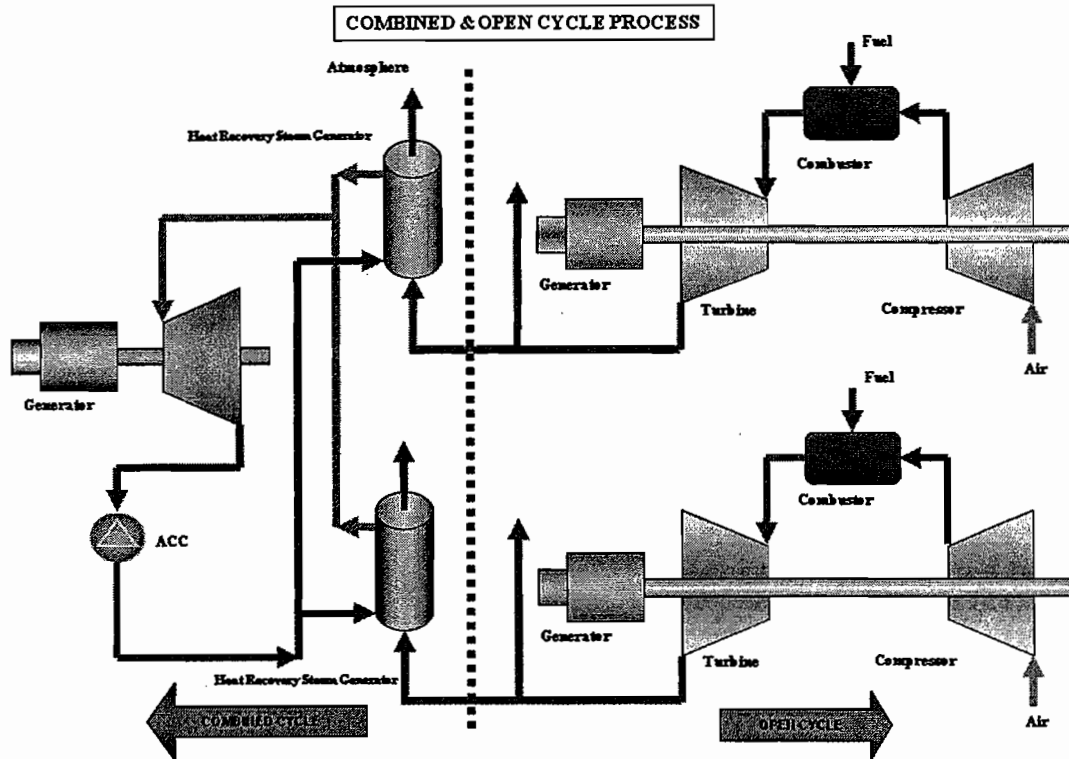 COMBINED & OPEN CYCLE PROCESS
Fuel
Atmosphere
Heat Recovery Steam Generator
Combustor
Generator
Turbine
Compressor
Air
Generator
Fuel
Combustor
ACC
Generator
Turbine
Compressor
Heat Recovery Steam Generator
Air
COMBINED CYCLE
OPEN CYCLE